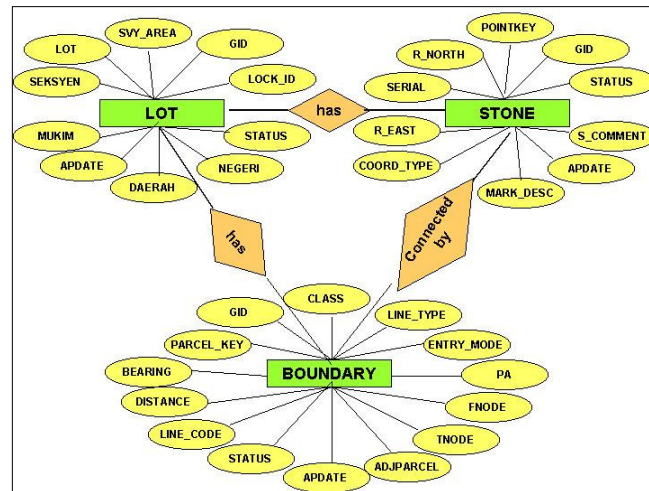 SVY_AREA
POINTKEY
LOT
GID
R_NORTH
GID
SEKSYEN
LOCK_ID
SERIAL
STATUS
LOT
has
STONE
MUKIM
STATUS
R_EAST
S_COMMENT
APDATE
NEGERI
COORD_TYPE
APDATE
DAERAH
MARK_DESC
has
Connected
by
CLASS
GID
LINE_TYPE
PARCEL_KEY
ENTRY_MODE
BEARING
BOUNDARY
PA
DISTANCE
FNODE
LINE_CODE
TNODE
STATUS
ADJPARCEL
APDATE